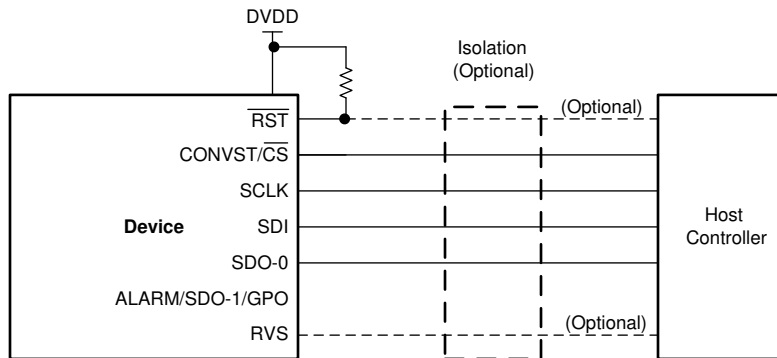 DVDD
Isolation
(Optional)
RST
(Optional)
CONVST/CS
SCLK
Device
SDI
Host
Controller
SDO-0
ALARM/SDO-1/GPO
RVS
(Optional)